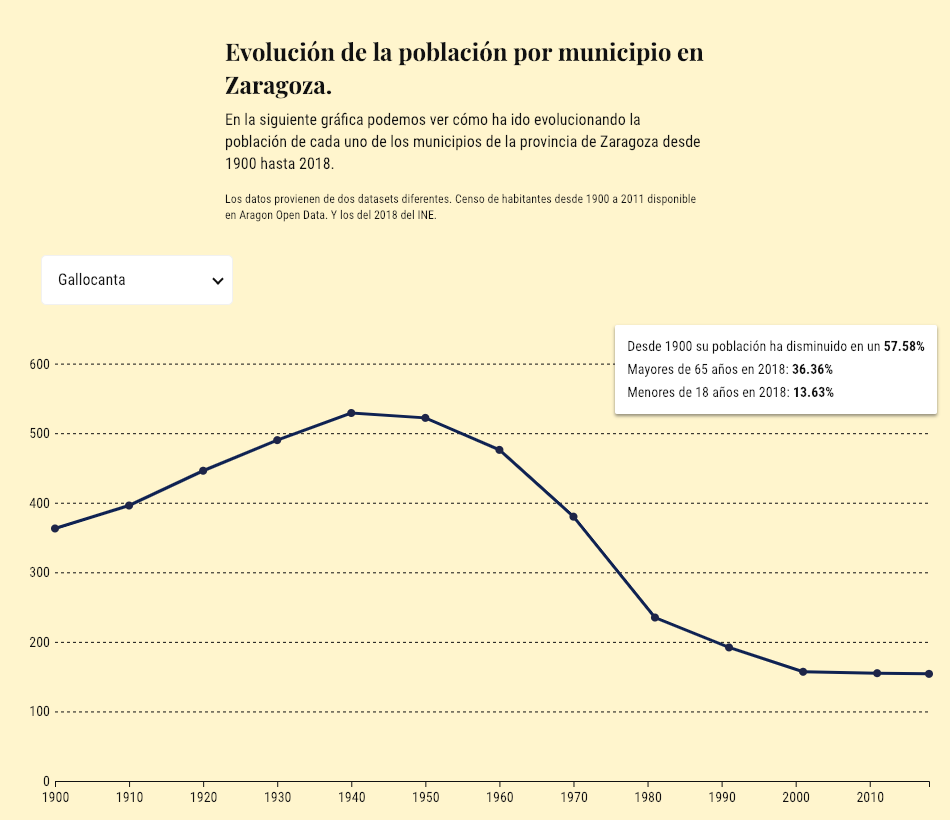 Evolución de la población por municipio en
Zaragoza.
En la siguiente gráfica podemos ver cómo ha ido evolucionando la
población de cada uno de los municipios de la provincia de Zaragoza desde
1900 hasta 2018.
Los datos provienen de dos datasets diferentes. Censo de habitantes desde 1900 a 2011 disponible
en Aragon Open Data. Y los del 2018 del INE.
Gallocanta
Desde 1900 su población ha disminuido en un 57.58%
Mayores de 65 años en 2018: 36.36%
Menores de 18 años en 2018: 13.63%
600
500
400
300
200
100
0
1900 1910 1920 1930 1940 1950 1960 1970 1980 1990 2000 2010